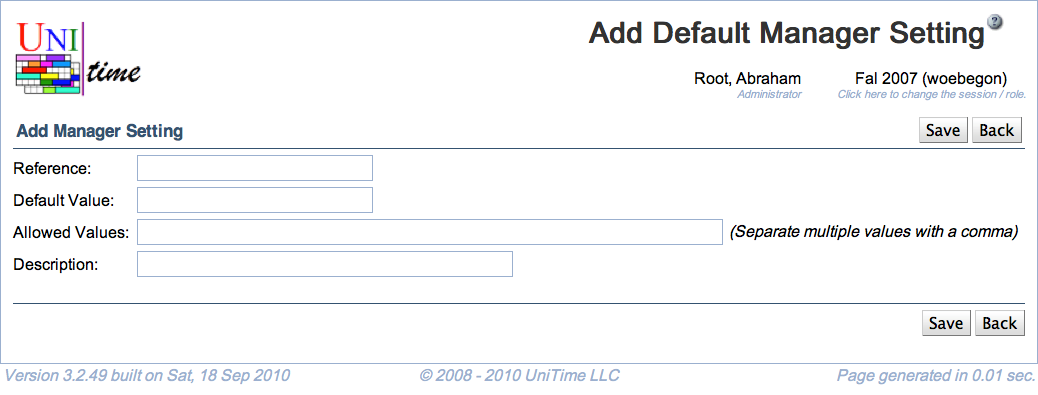 UNI
time
Add Default Manager Setting ?
Root, Abraham
Administrator
Fal 2007 (woebegon)
Click here to change the session / role.
Add Manager Setting
Save Back
Reference:
Default Value:
Allowed Values: (Separate multiple values with a comma)
Description:
Save Back
Version 3.2.49 built on Sat, 18 Sep 2010 © 2008 - 2010 UniTime LLC Page generated in 0.01 sec.